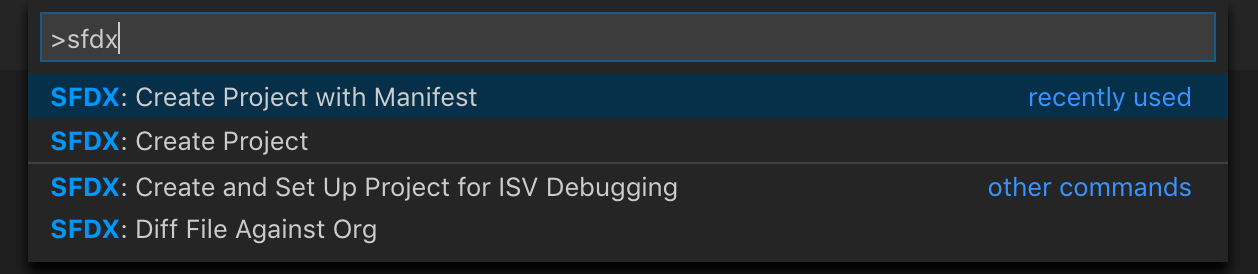 >sfdx
SFDX: Create Project with Manifest recently used
SFDX: Create Project
SFDX: Create and Set Up Project for ISV Debugging other commands
SFDX: Diff File Against Org